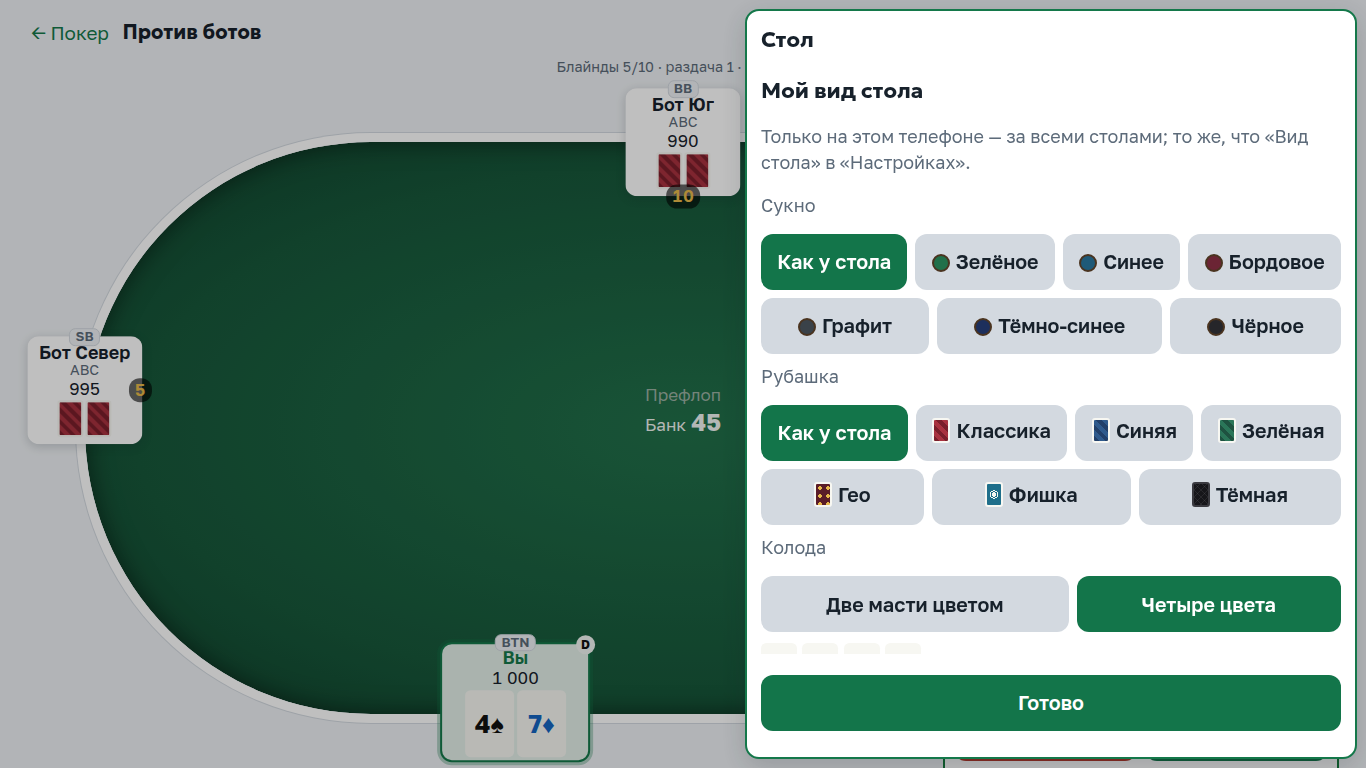 ← Покер Против ботов
Блайнды 5/10 · раздача 1 ·
BB
Бот Юг
ABC
990
10
SB
Бот Север
ABC
995
5
Префлоп
Банк 45
BTN
D
Вы
1 000
4♠ 7♦
Стол
Мой вид стола
Только на этом телефоне — за всеми столами; то же, что «Вид
стола» в «Настройках».
Сукно
Как у стола Зелёное Синее Бордовое
Графит Тёмно-синее Чёрное
Рубашка
Как у стола Классика Синяя Зелёная
Гео Фишка Тёмная
Колода
Две масти цветом Четыре цвета
Готово